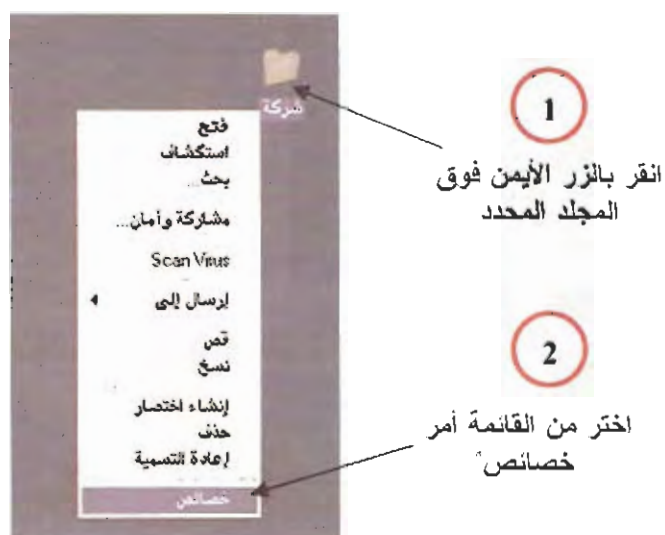 شركة
فتح
استكشاف
بحث...
مشاركة وأمان...
Scan Virus
إرسال إلى
قص
نسخ
إنشاء اختصار
حذف
إعادة التسمية
خصائص
1
انقر بالزر الأيمن فوق
المجلد المحدد
2
اختر من القائمة أمر
خصائص